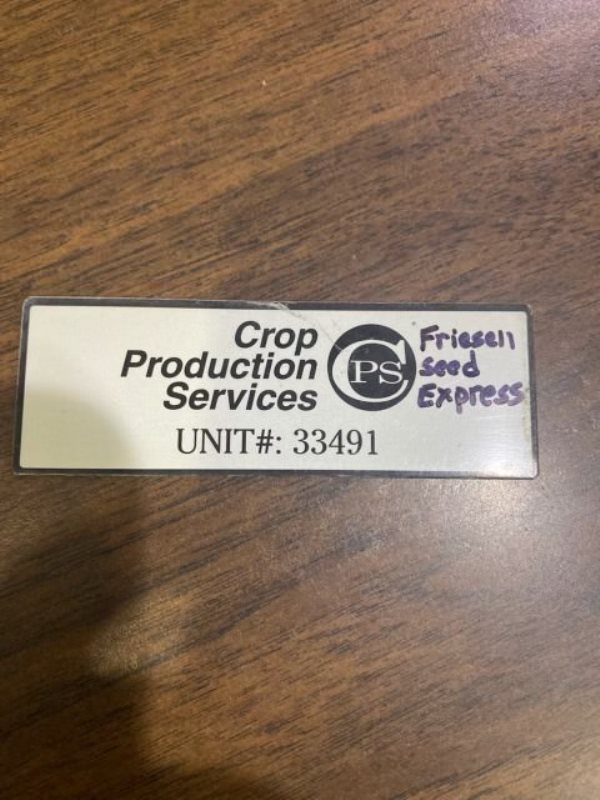 Crop
Production
Services
CPS
Friesell
Seed
Express
UNIT#: 33491